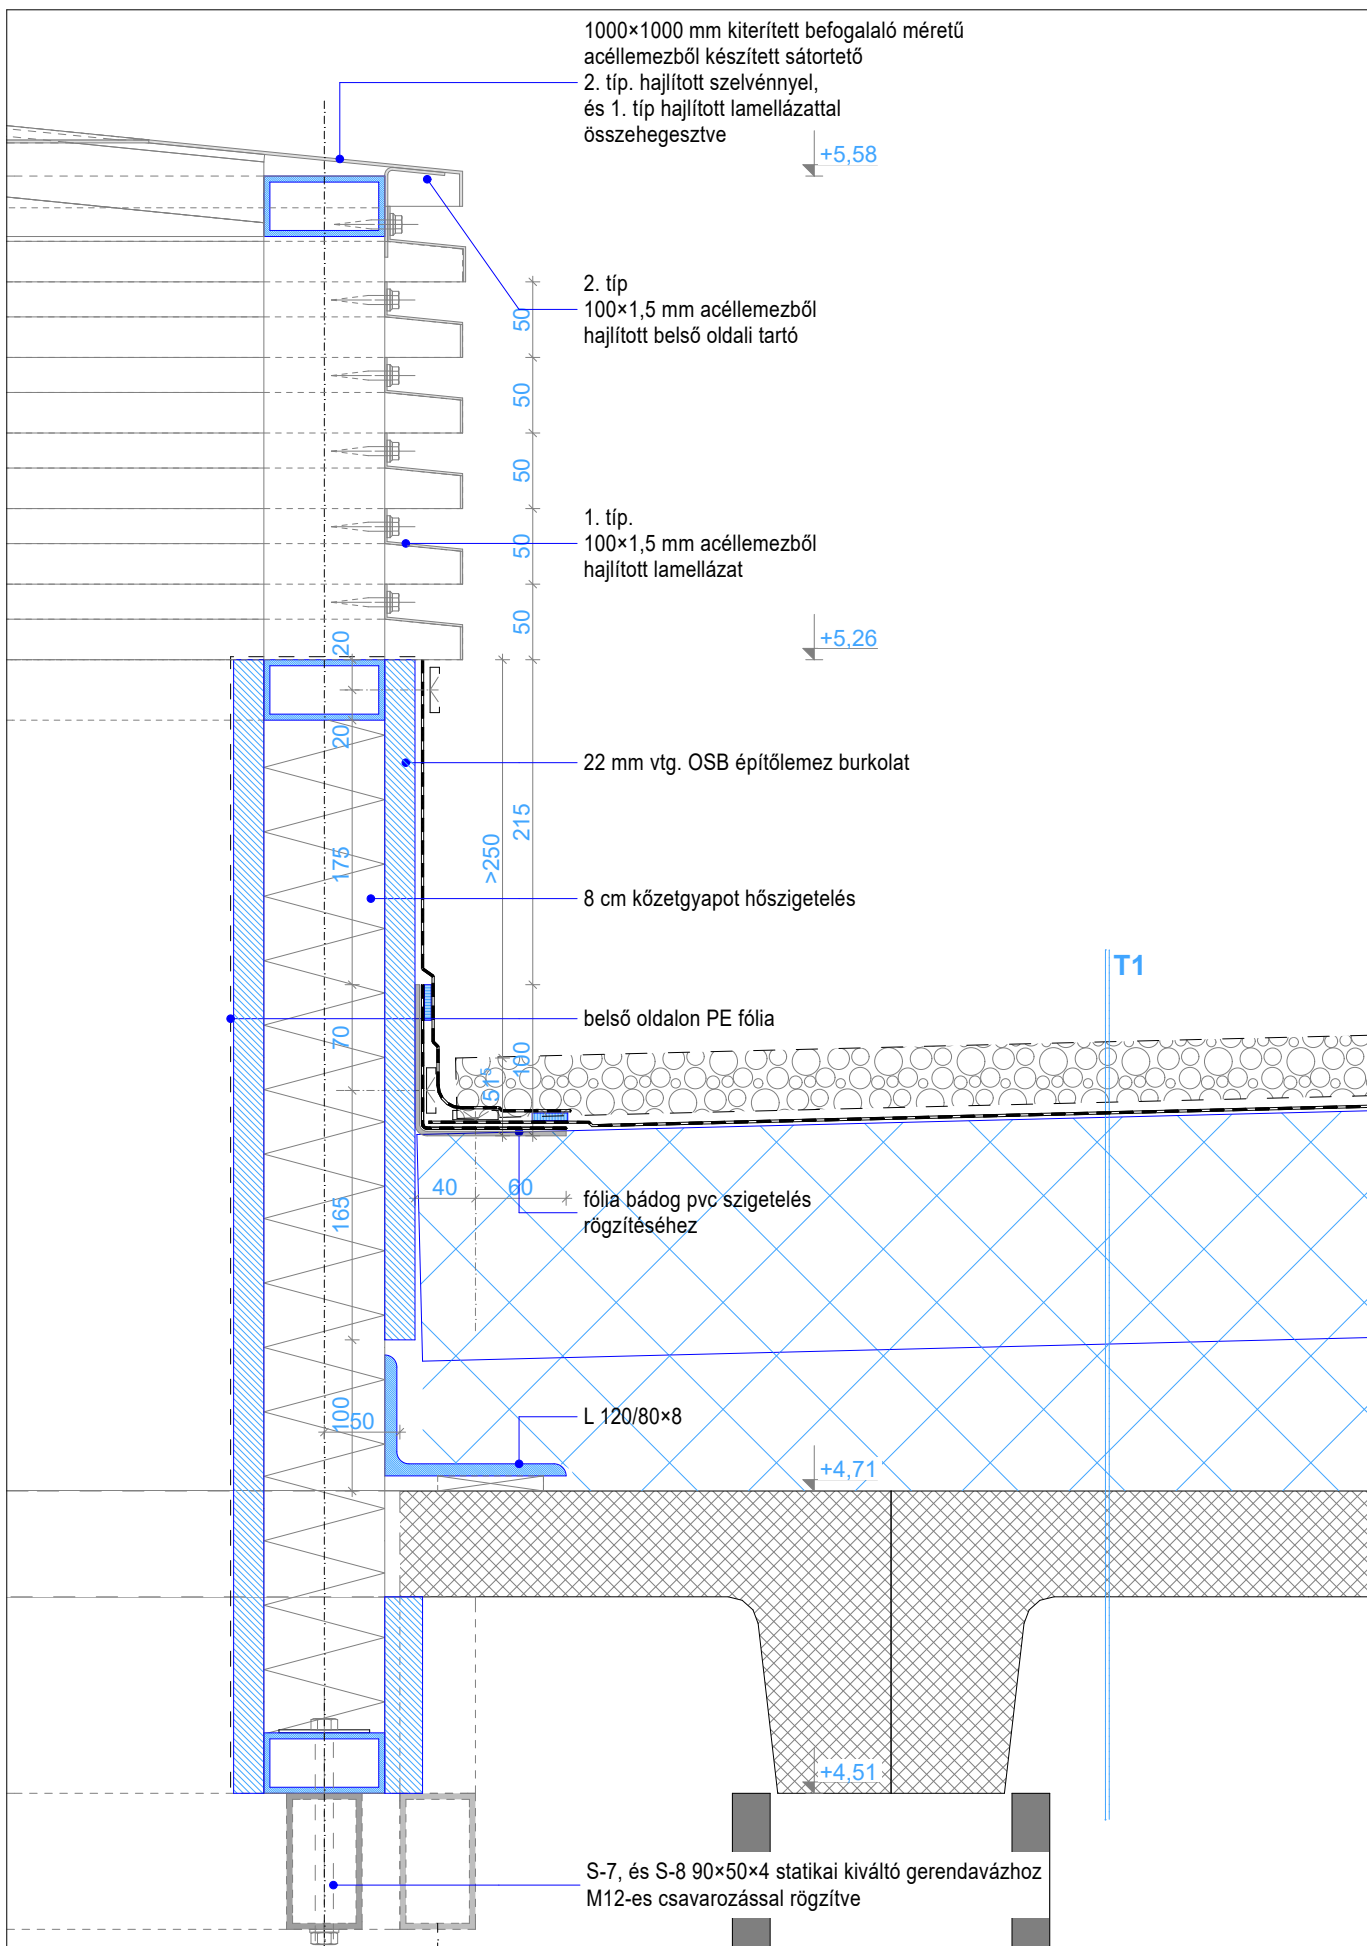 1000×1000 mm kiterített befogalaló méretű
acéllemezből készített sátortető
2. típ. hajlított szelvénnyel,
és 1. típ hajlított lamellázattal
összehegesztve
+5,58
2. típ
100×1,5 mm acéllemezből
hajlított belső oldali tartó
50
50
50
50
50
1. típ.
100×1,5 mm acéllemezből
hajlított lamellázat
+5,26
20
20
22 mm vtg. OSB építőlemez burkolat
215
>250
175
8 cm kőzetgyapot hőszigetelés
T1
belső oldalon PE fólia
70
100
51⁵
40
60
fólia bádog pvc szigetelés
rögzítéséhez
165
100
50
L 120/80×8
+4,71
+4,51
S-7, és S-8 90×50×4 statikai kiváltó gerendavázhoz
M12-es csavarozással rögzítve